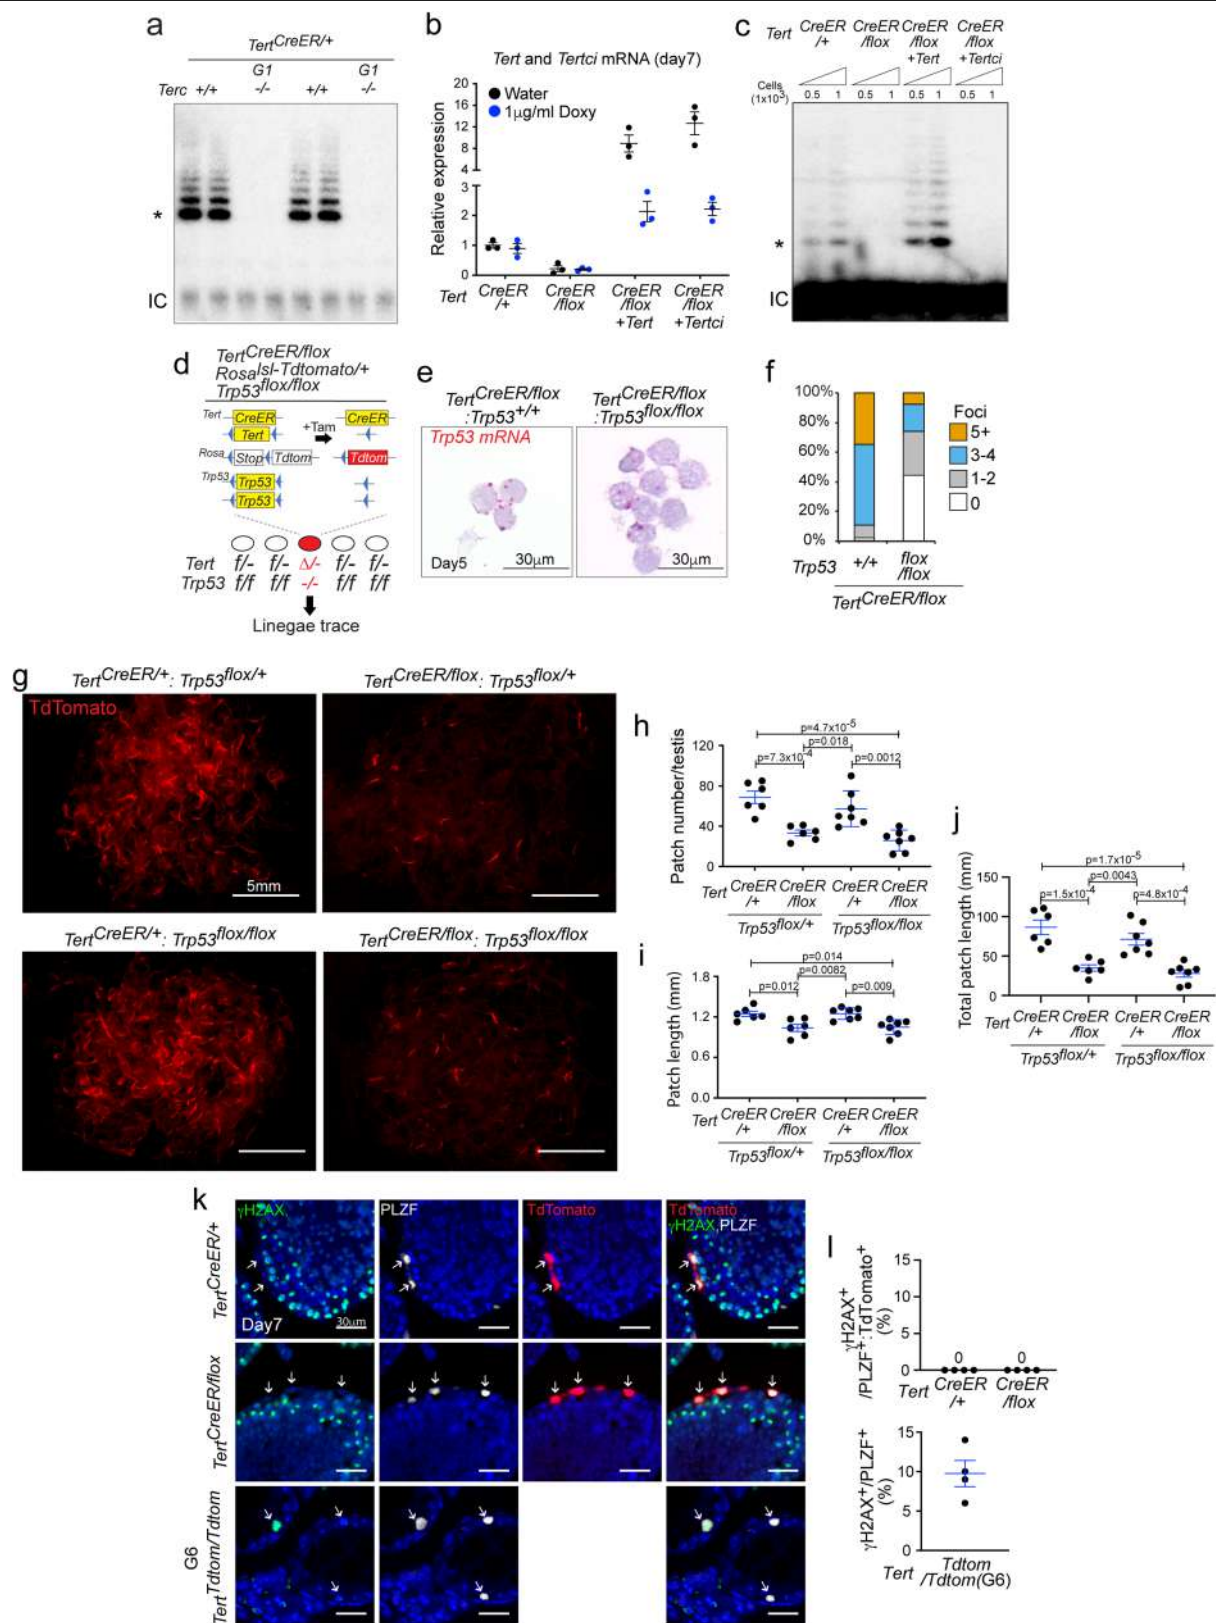 a
Tert^CreER/+
G1 G1
Terc +/+ -/- +/+ -/-
*
IC
b
Tert and Tertci mRNA (day7)
Water
1μg/ml Doxy
Relative expression
20
16
12
8
4
3
2
1
0
Tert CreER /+ CreER /flox CreER /flox +Tert CreER /flox +Tertci
c
Tert CreER /+ CreER /flox CreER /flox +Tert CreER /flox +Tertci
Cells (1x10^3) 0.5 1 0.5 1 0.5 1 0.5 1
*
IC
d
Tert^CreER/flox
Rosa^lsl-Tdtomato/+
Trp53^flox/flox
Tert CreER +Tam CreER
Tert
Rosa Stop Tdtom Tdtom
Trp53 Trp53
Trp53
Tert f/- f/- Δ/- f/- f/-
Trp53 f/f f/f -/- f/f f/f
Linegae trace
e
Tert^CreER/flox :Trp53^+/+
Tert^CreER/flox :Trp53^flox/flox
Trp53 mRNA
Day5 30μm 30μm
f
100%
80%
60%
40%
20%
0%
Foci
5+
3-4
1-2
0
Trp53 +/+ flox /flox
Tert^CreER/flox
g
Tert^CreER/+: Trp53^flox/+
Tert^CreER/flox: Trp53^flox/+
TdTomato
5mm
Tert^CreER/+: Trp53^flox/flox
Tert^CreER/flox: Trp53^flox/flox
h
p=4.7x10^-5
p=0.018
p=7.3x10^-4 p=0.0012
Patch number/testis
120
80
40
0
Tert CreER /+ CreER /flox CreER /+ CreER /flox
Trp53^flox/+ Trp53^flox/flox
i
p=0.014
p=0.0082
p=0.012 p=0.009
Patch length (mm)
1.8
1.2
0.6
0.0
Tert CreER /+ CreER /flox CreER /+ CreER /flox
Trp53^flox/+ Trp53^flox/flox
j
p=1.7x10^-5
p=0.0043
p=1.5x10^-4 p=4.8x10^-4
Total patch length (mm)
150
100
50
0
Tert CreER /+ CreER /flox CreER /+ CreER /flox
Trp53^flox/+ Trp53^flox/flox
k
γH2AX PLZF TdTomato TdTomato
γH2AX,PLZF
Tert^CreER/+
Day7 30μm
Tert^CreER/flox
G6
Tert^Tdtom/Tdtom
l
γH2AX+ /PLZF+:TdTomato+ (%)
15
10
5
0
0 0
Tert CreER /+ CreER /flox
γH2AX+/PLZF+ (%)
15
10
5
0
Tert Tdtom /Tdtom(G6)